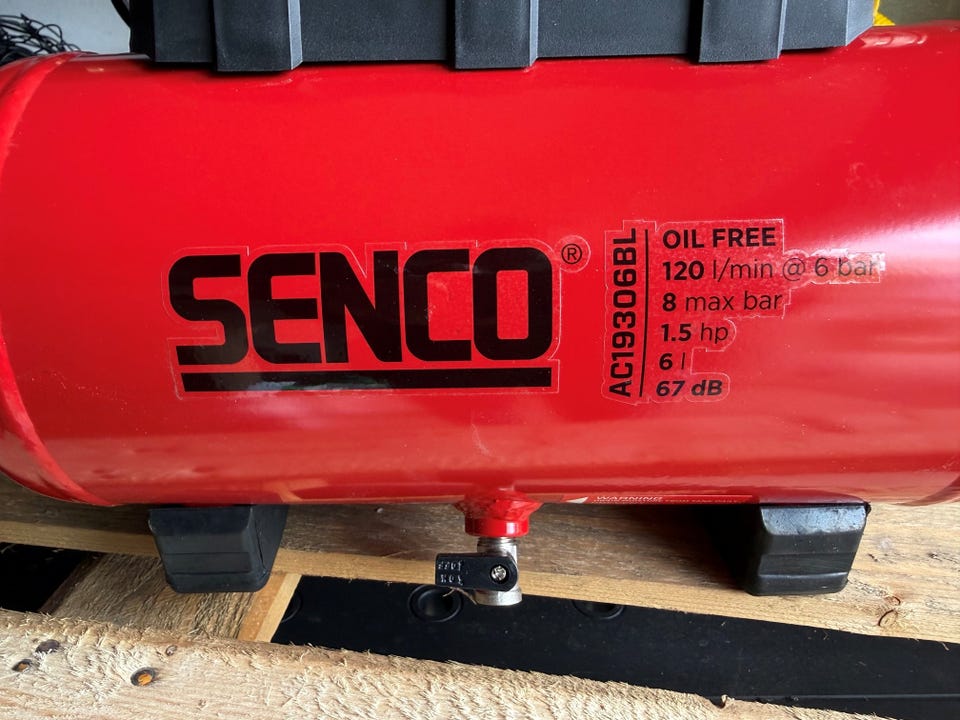 SENCO®
AC19306BL
OIL FREE
120 l/min @ 6 bar
8 max bar
1.5 hp
6 l
67 dB
WARNING